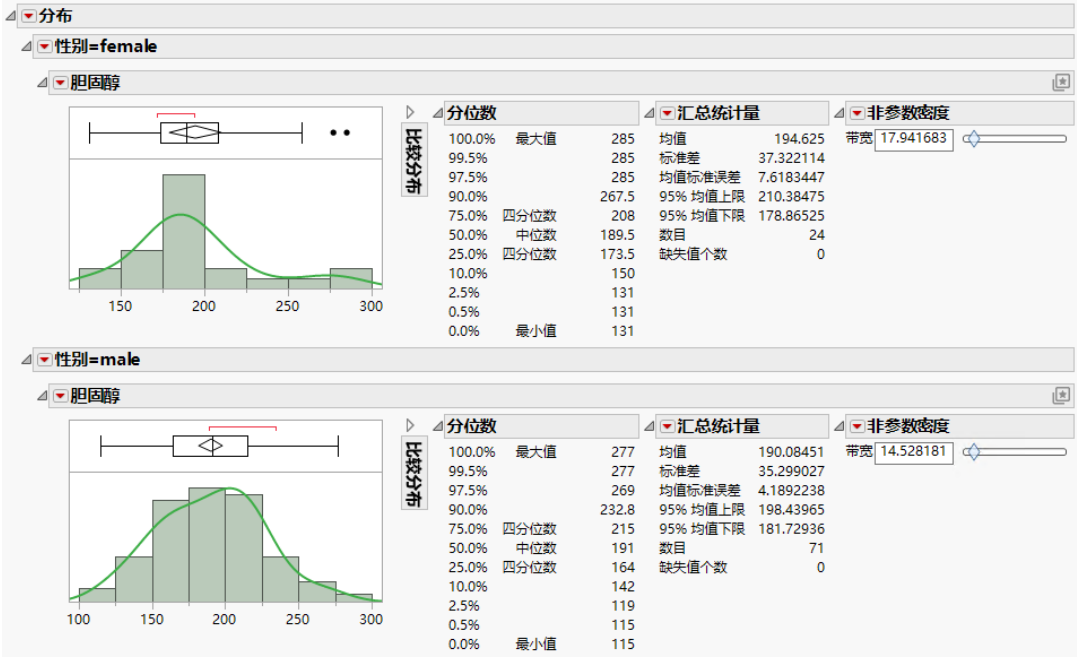 分布
性别=female
胆固醇
150 200 250 300
比较分布
分位数
100.0% 最大值 285
99.5% 285
97.5% 285
90.0% 267.5
75.0% 四分位数 208
50.0% 中位数 189.5
25.0% 四分位数 173.5
10.0% 150
2.5% 131
0.5% 131
0.0% 最小值 131
汇总统计量
均值 194.625
标准差 37.322114
均值标准误差 7.6183447
95% 均值上限 210.38475
95% 均值下限 178.86525
数目 24
缺失值个数 0
非参数密度
带宽 17.941683
性别=male
胆固醇
100 150 200 250 300
比较分布
分位数
100.0% 最大值 277
99.5% 277
97.5% 269
90.0% 232.8
75.0% 四分位数 215
50.0% 中位数 191
25.0% 四分位数 164
10.0% 142
2.5% 119
0.5% 115
0.0% 最小值 115
汇总统计量
均值 190.08451
标准差 35.299027
均值标准误差 4.1892238
95% 均值上限 198.43965
95% 均值下限 181.72936
数目 71
缺失值个数 0
非参数密度
带宽 14.528181